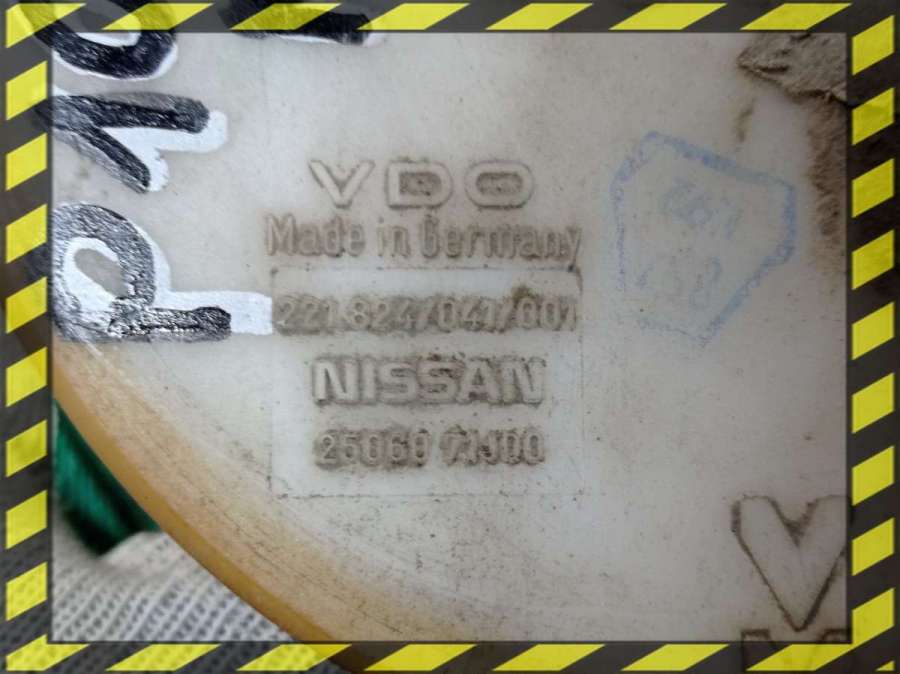 VDO
Made in Germany
221.824/041/001
NISSAN
25060 71J00